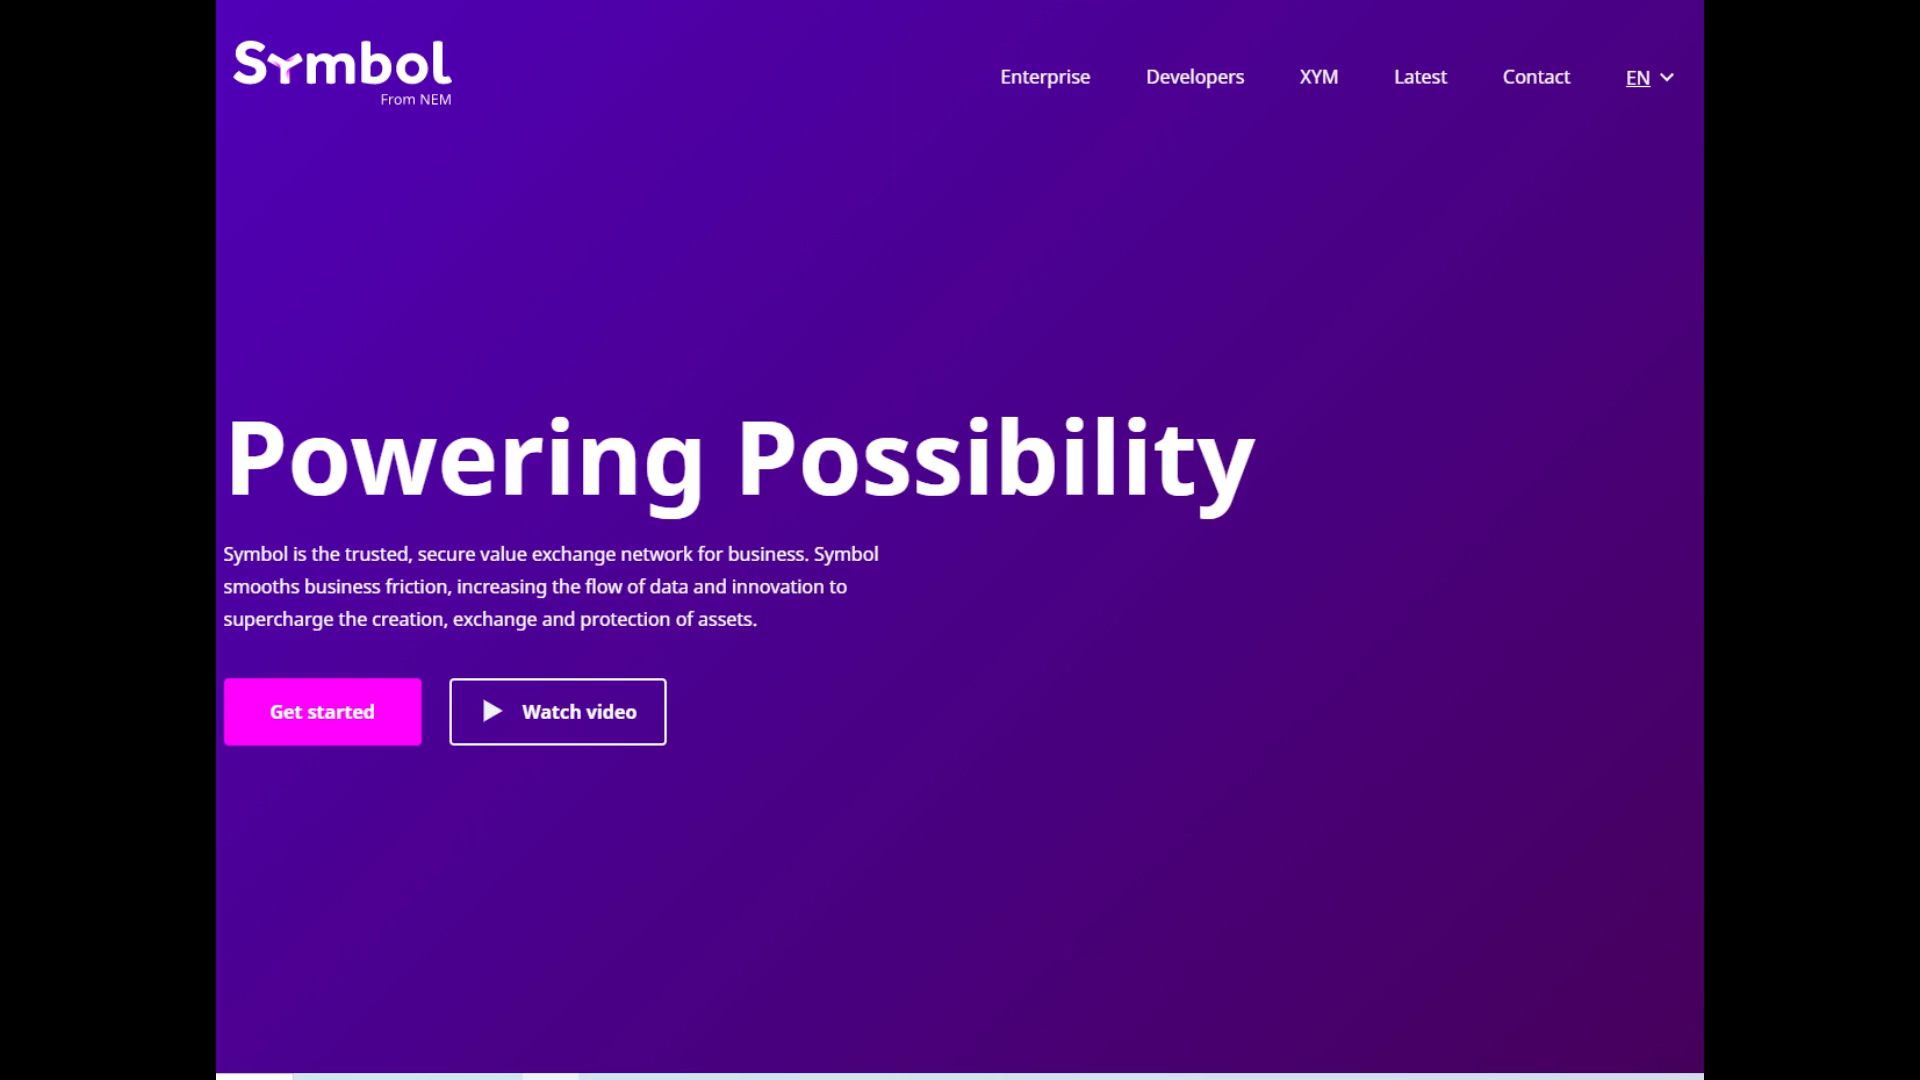 Symbol
From NEM
Enterprise Developers XYM Latest Contact EN
Powering Possibility
Symbol is the trusted, secure value exchange network for business. Symbol
smooths business friction, increasing the flow of data and innovation to
supercharge the creation, exchange and protection of assets.
Get started Watch video